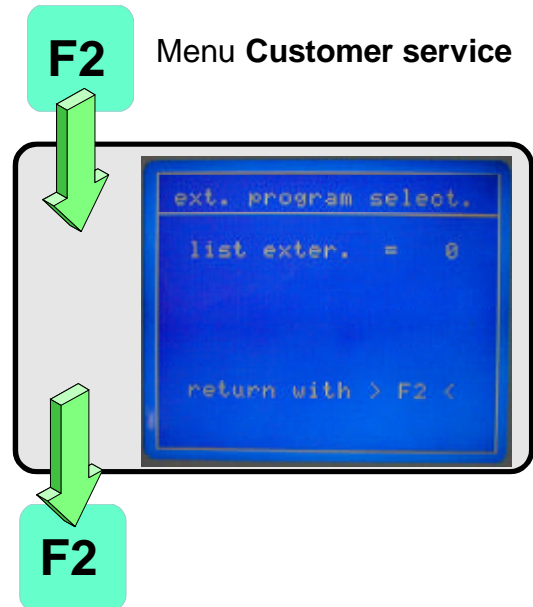 F2 Menu Customer service
ext. program select.
list exter. = 0
return with > F2 <
F2